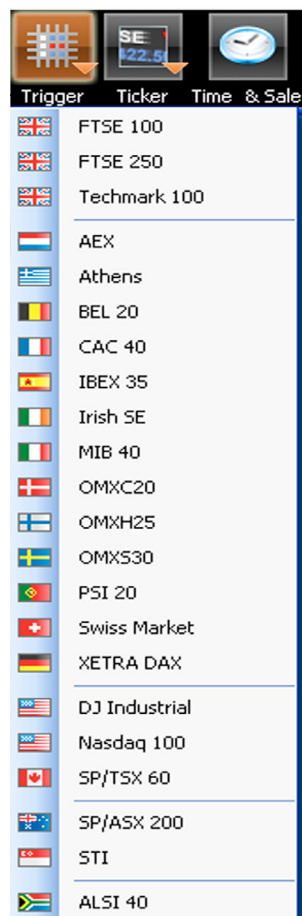 SE
422.5
Trigger Ticker Time & Sale
FTSE 100
FTSE 250
Techmark 100
AEX
Athens
BEL 20
CAC 40
IBEX 35
Irish SE
MIB 40
OMXC20
OMXH25
OMXS30
PSI 20
Swiss Market
XETRA DAX
DJ Industrial
Nasdaq 100
SP/TSX 60
SP/ASX 200
STI
ALSI 40